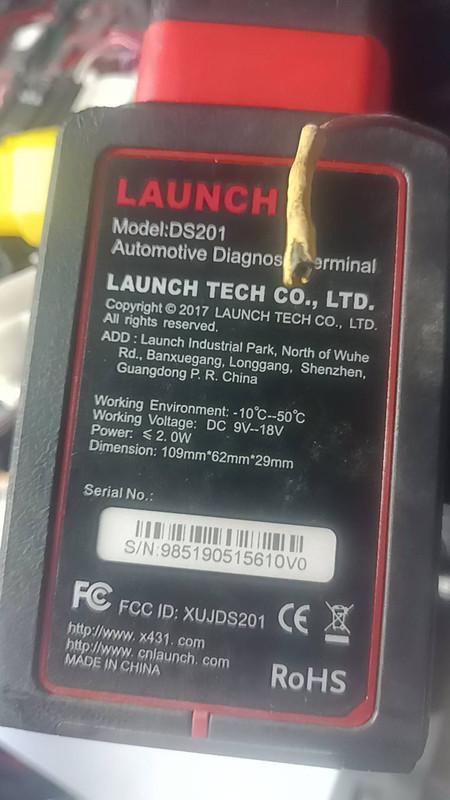 LAUNCH
Model:DS201
Automotive Diagnos erminal
LAUNCH TECH CO., LTD.
Copyright © 2017 LAUNCH TECH CO., LTD.
All rights reserved.
ADD : Launch Industrial Park, North of Wuhe
Rd., Banxuegang, Longgang, Shenzhen,
Guangdong P. R. China
Working Environment: -10℃--50℃
Working Voltage: DC 9V--18V
Power: ≤ 2. 0W
Dimension: 109mm*62mm*29mm
Serial No.:
S/N:985190515610V0
FC FCC ID: XUJDS201 CE
http://www. x431. com
http://www. cnlaunch. com
MADE IN CHINA
RoHS